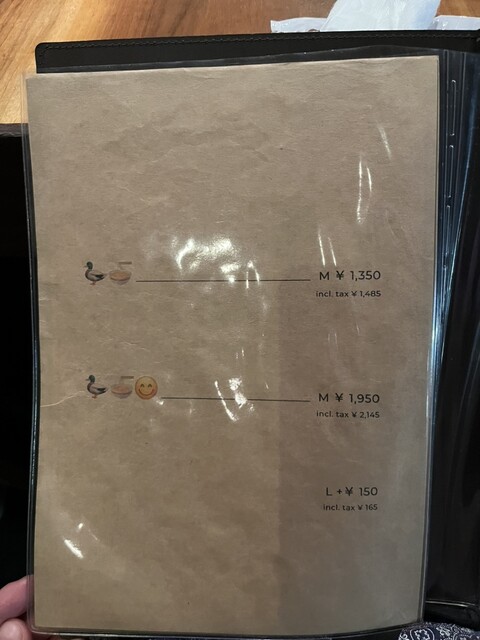 🦆🍜 M ¥ 1,350
incl. tax ¥ 1,485
🦆🍜😊 M ¥ 1,950
incl. tax ¥ 2,145
L +¥ 150
incl. tax ¥ 165